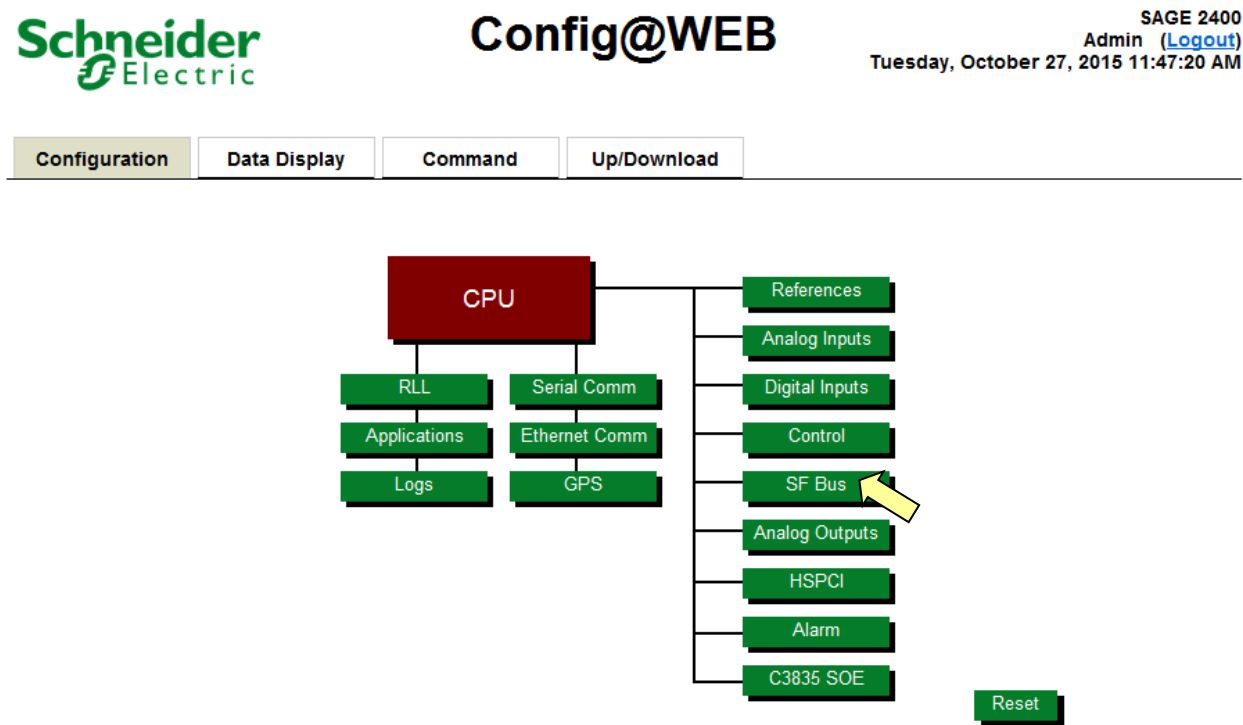 Schneider Electric
Config@WEB
SAGE 2400
Admin (Logout)
Tuesday, October 27, 2015 11:47:20 AM
Configuration
Data Display
Command
Up/Download
CPU
RLL
Serial Comm
Applications
Ethernet Comm
Logs
GPS
References
Analog Inputs
Digital Inputs
Control
SF Bus
Analog Outputs
HSPCI
Alarm
C3835 SOE
Reset